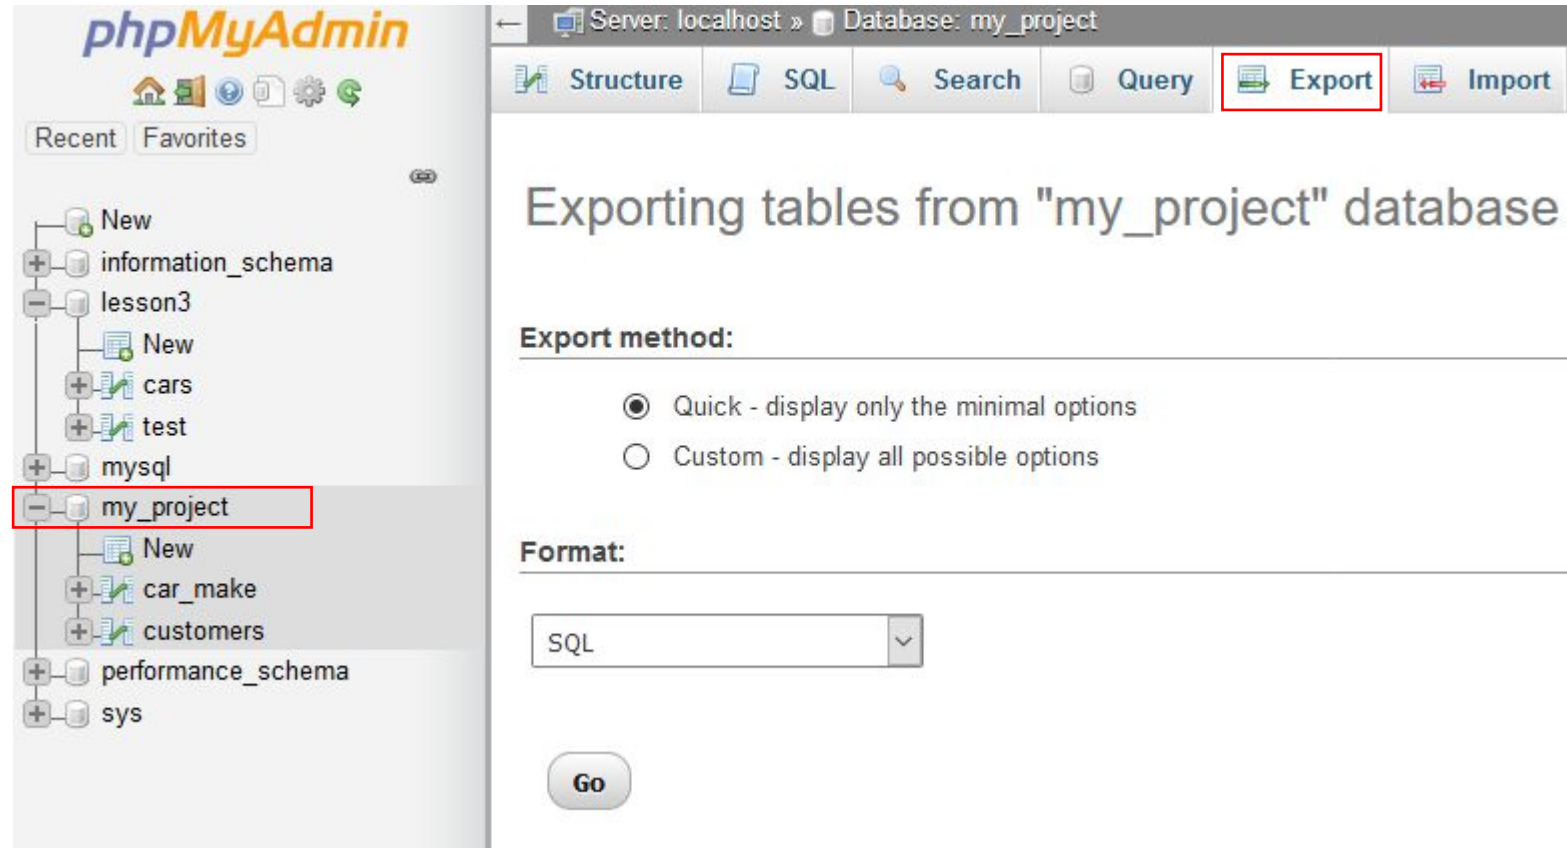 phpMyAdmin
Recent Favorites
New
information_schema
lesson3
New
cars
test
mysql
my_project
New
car_make
customers
performance_schema
sys
← Server: localhost » Database: my_project
Structure SQL Search Query Export Import
Exporting tables from "my_project" database
Export method:
Quick - display only the minimal options
Custom - display all possible options
Format:
SQL
Go